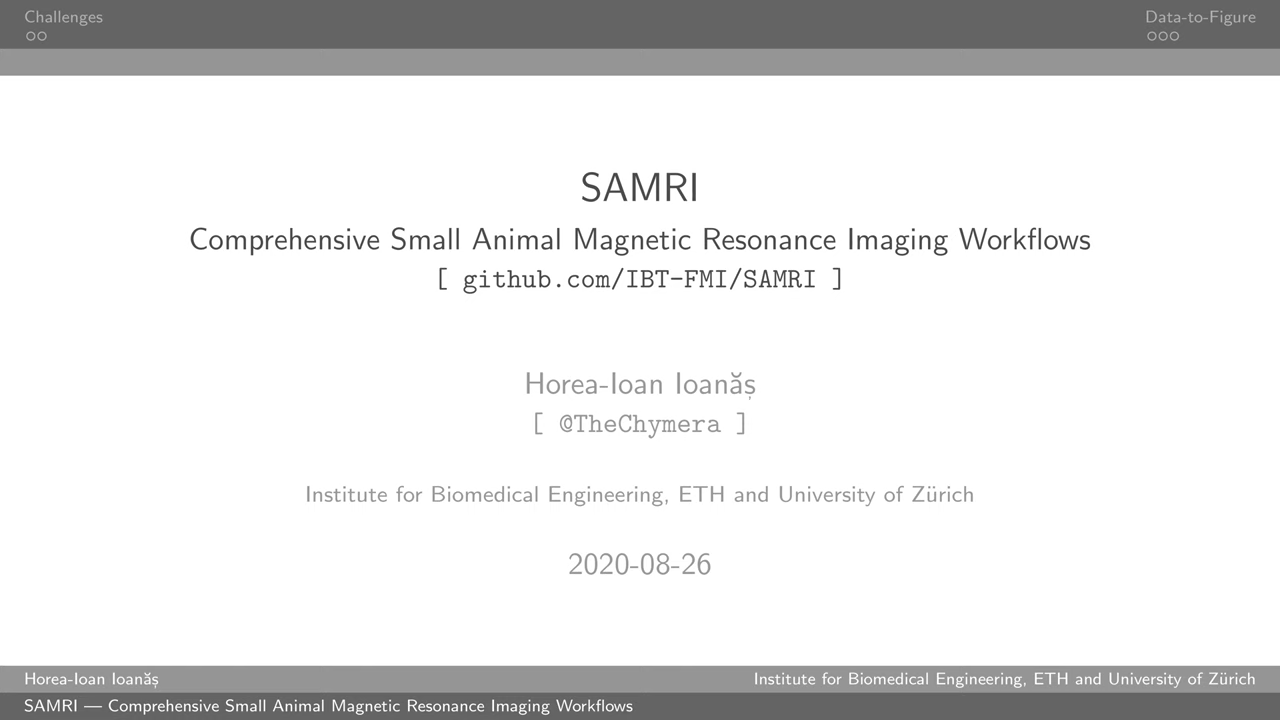 Challenges
Data-to-Figure
SAMRI
Comprehensive Small Animal Magnetic Resonance Imaging Workflows
[ github.com/IBT-FMI/SAMRI ]
Horea-Ioan Ioanăș
[ @TheChymera ]
Institute for Biomedical Engineering, ETH and University of Zürich
2020-08-26
Horea-Ioan Ioanăș
Institute for Biomedical Engineering, ETH and University of Zürich
SAMRI — Comprehensive Small Animal Magnetic Resonance Imaging Workflows